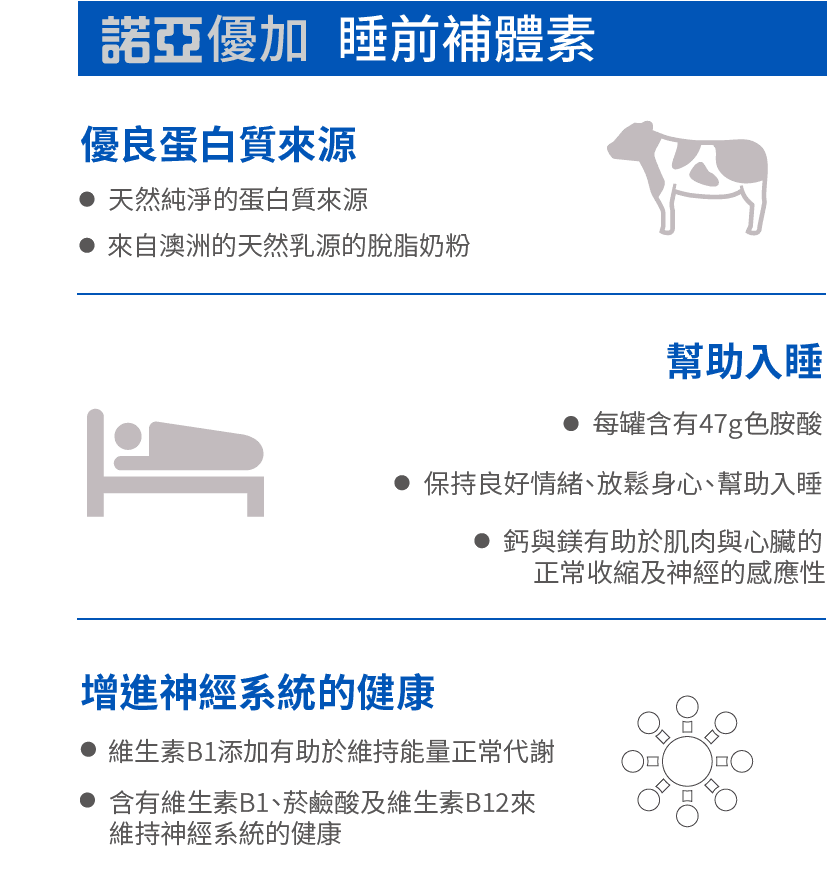 諾亞優加 睡前補體素
優良蛋白質來源
● 天然純淨的蛋白質來源
● 來自澳洲的天然乳源的脫脂奶粉
幫助入睡
● 每罐含有47g色胺酸
● 保持良好情緒、放鬆身心、幫助入睡
● 鈣與鎂有助於肌肉與心臟的
正常收縮及神經的感應性
增進神經系統的健康
● 維生素B1添加有助於維持能量正常代謝
● 含有維生素B1、菸鹼酸及維生素B12來
維持神經系統的健康